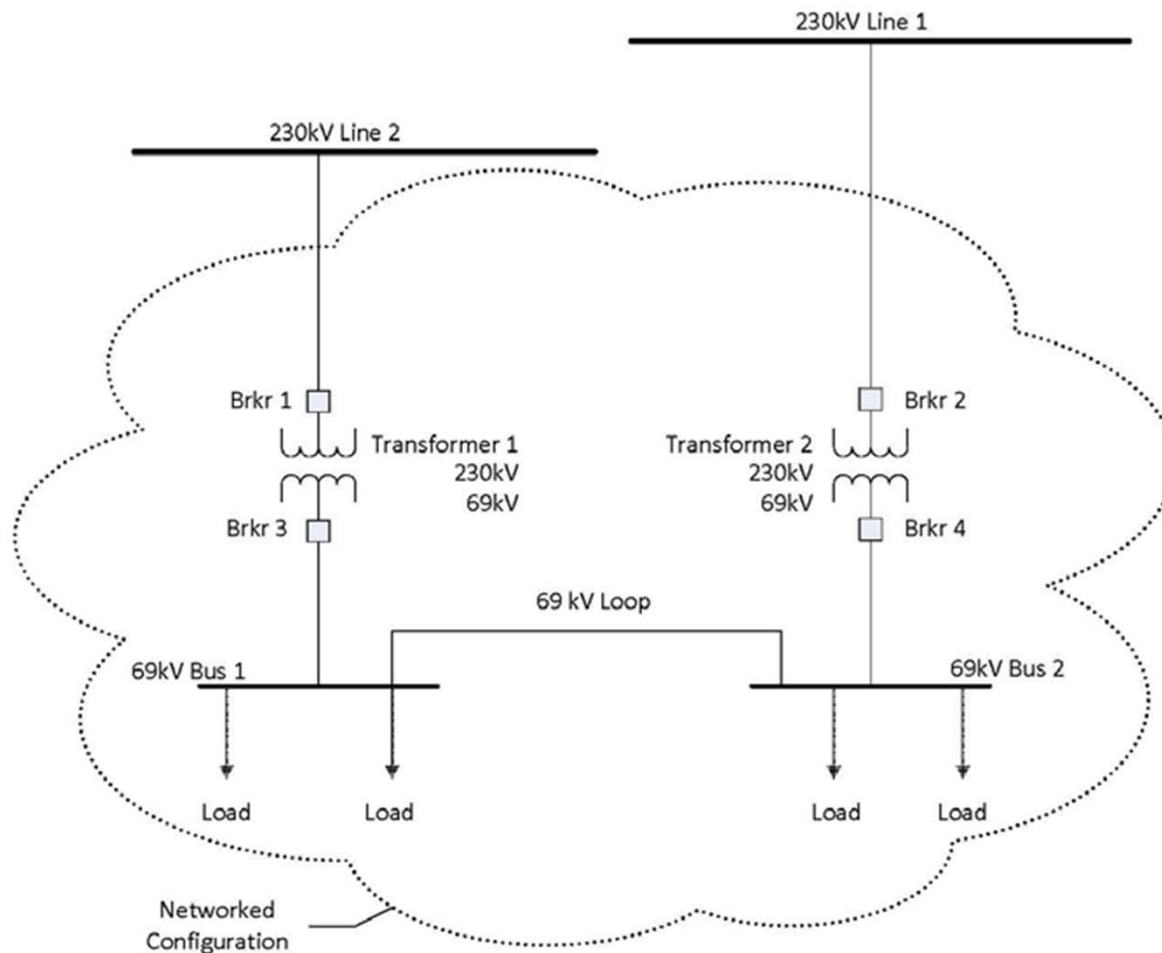 230kV Line 1
230kV Line 2
Brkr 1
Transformer 1
230kV
69kV
Brkr 3
Transformer 2
230kV
69kV
Brkr 2
Brkr 4
69 kV Loop
69kV Bus 1
69kV Bus 2
Load
Load
Load
Load
Networked
Configuration